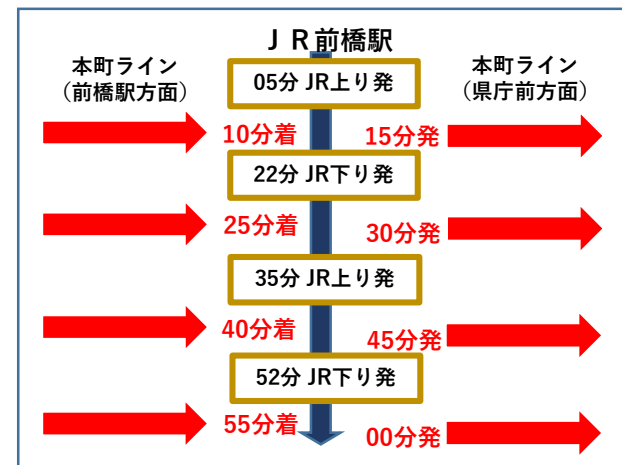 ＪＲ前橋駅
本町ライン
（前橋駅方面）
本町ライン
（県庁前方面）
05分 JR上り発
10分着
15分発
22分 JR下り発
25分着
30分発
35分 JR上り発
40分着
45分発
52分 JR下り発
55分着
00分発